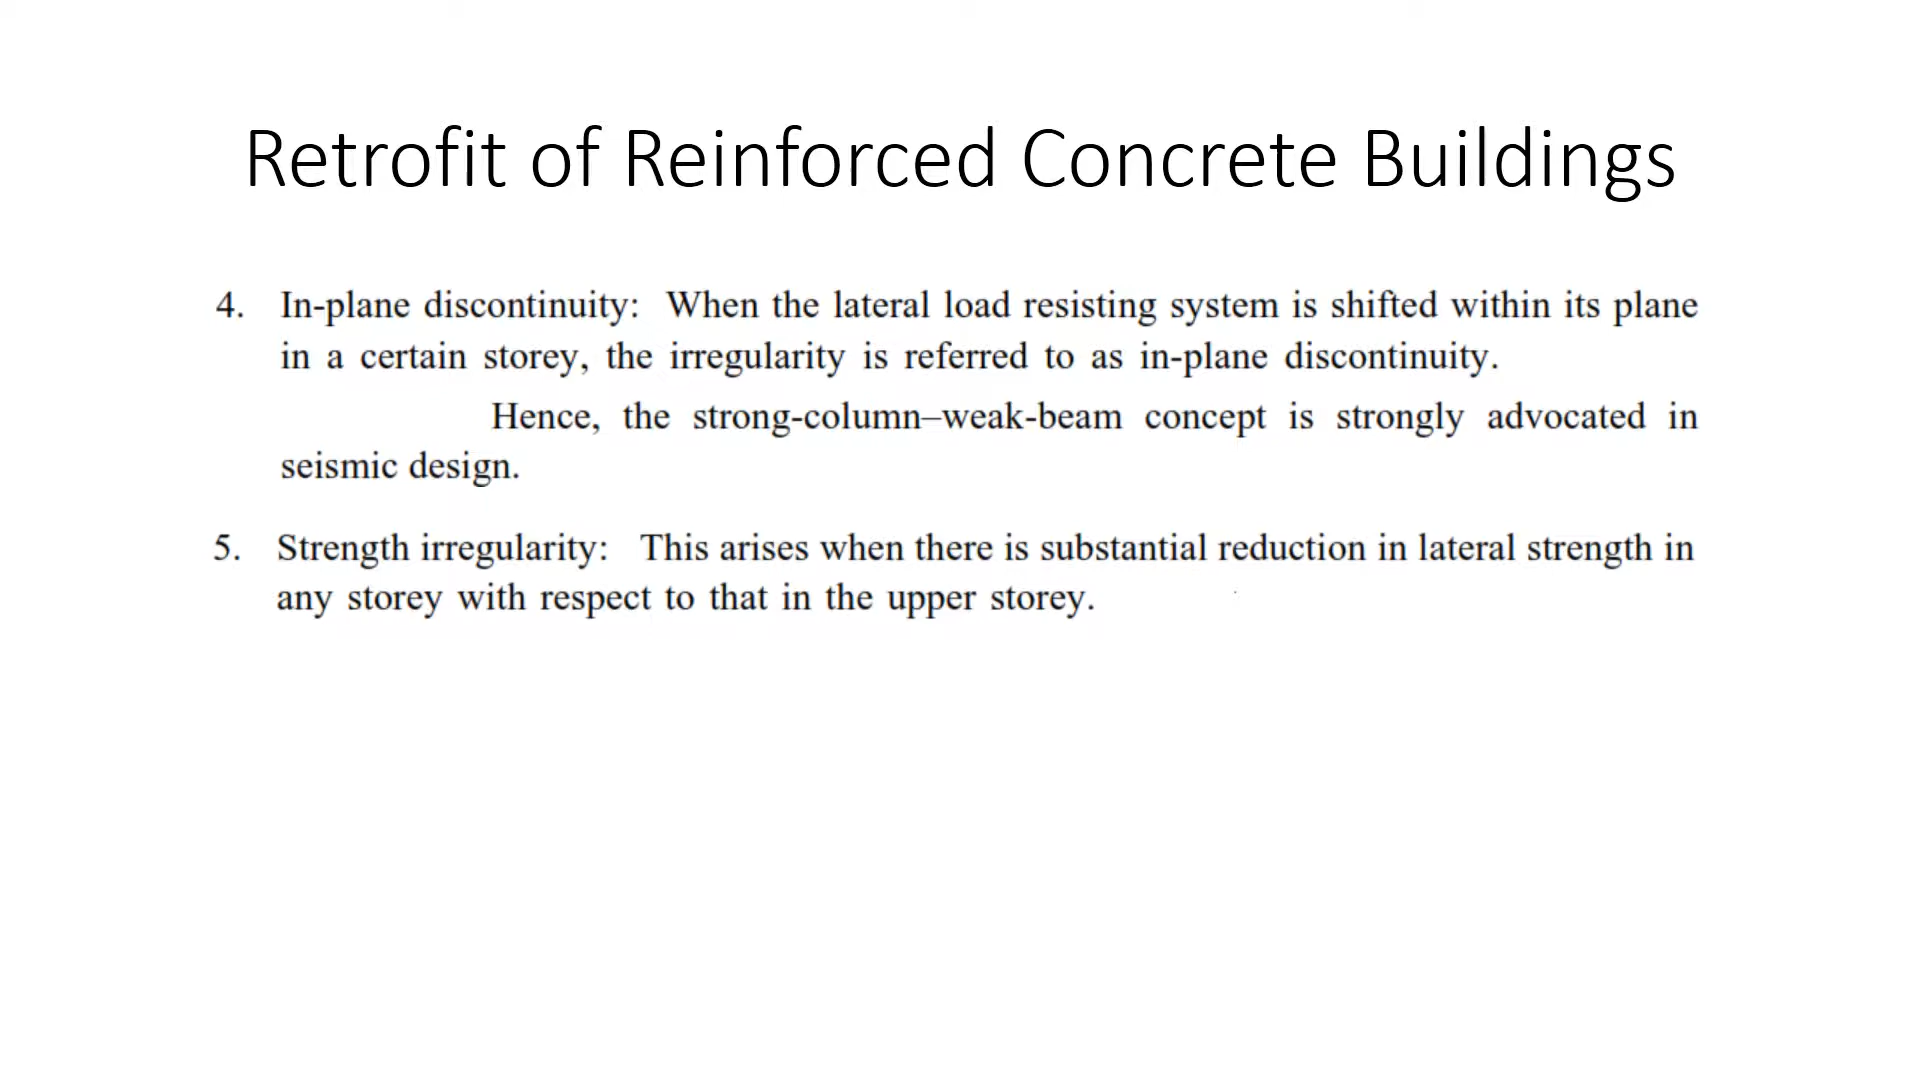 Retrofit of Reinforced Concrete Buildings
4. In-plane discontinuity: When the lateral load resisting system is shifted within its plane
in a certain storey, the irregularity is referred to as in-plane discontinuity.
Hence, the strong-column–weak-beam concept is strongly advocated in
seismic design.
5. Strength irregularity: This arises when there is substantial reduction in lateral strength in
any storey with respect to that in the upper storey.